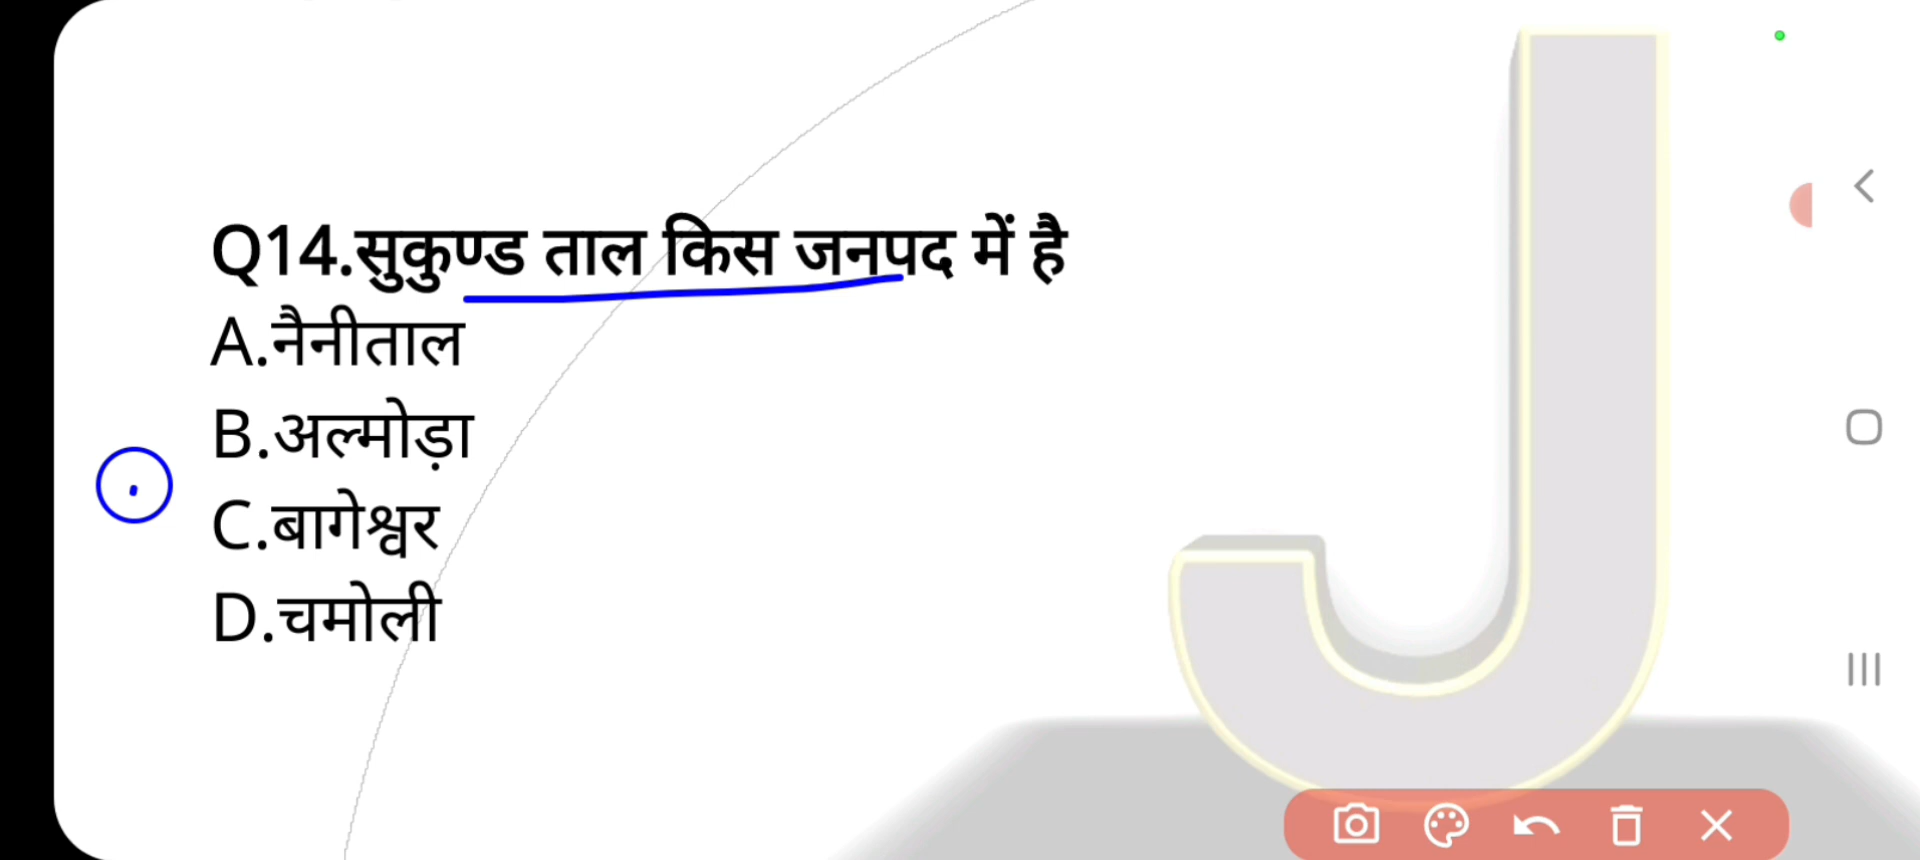 Q14.सुकुण्ड ताल किस जनपद में है
A.नैनीताल
B.अल्मोड़ा
C.बागेश्वर
D.चमोली
J